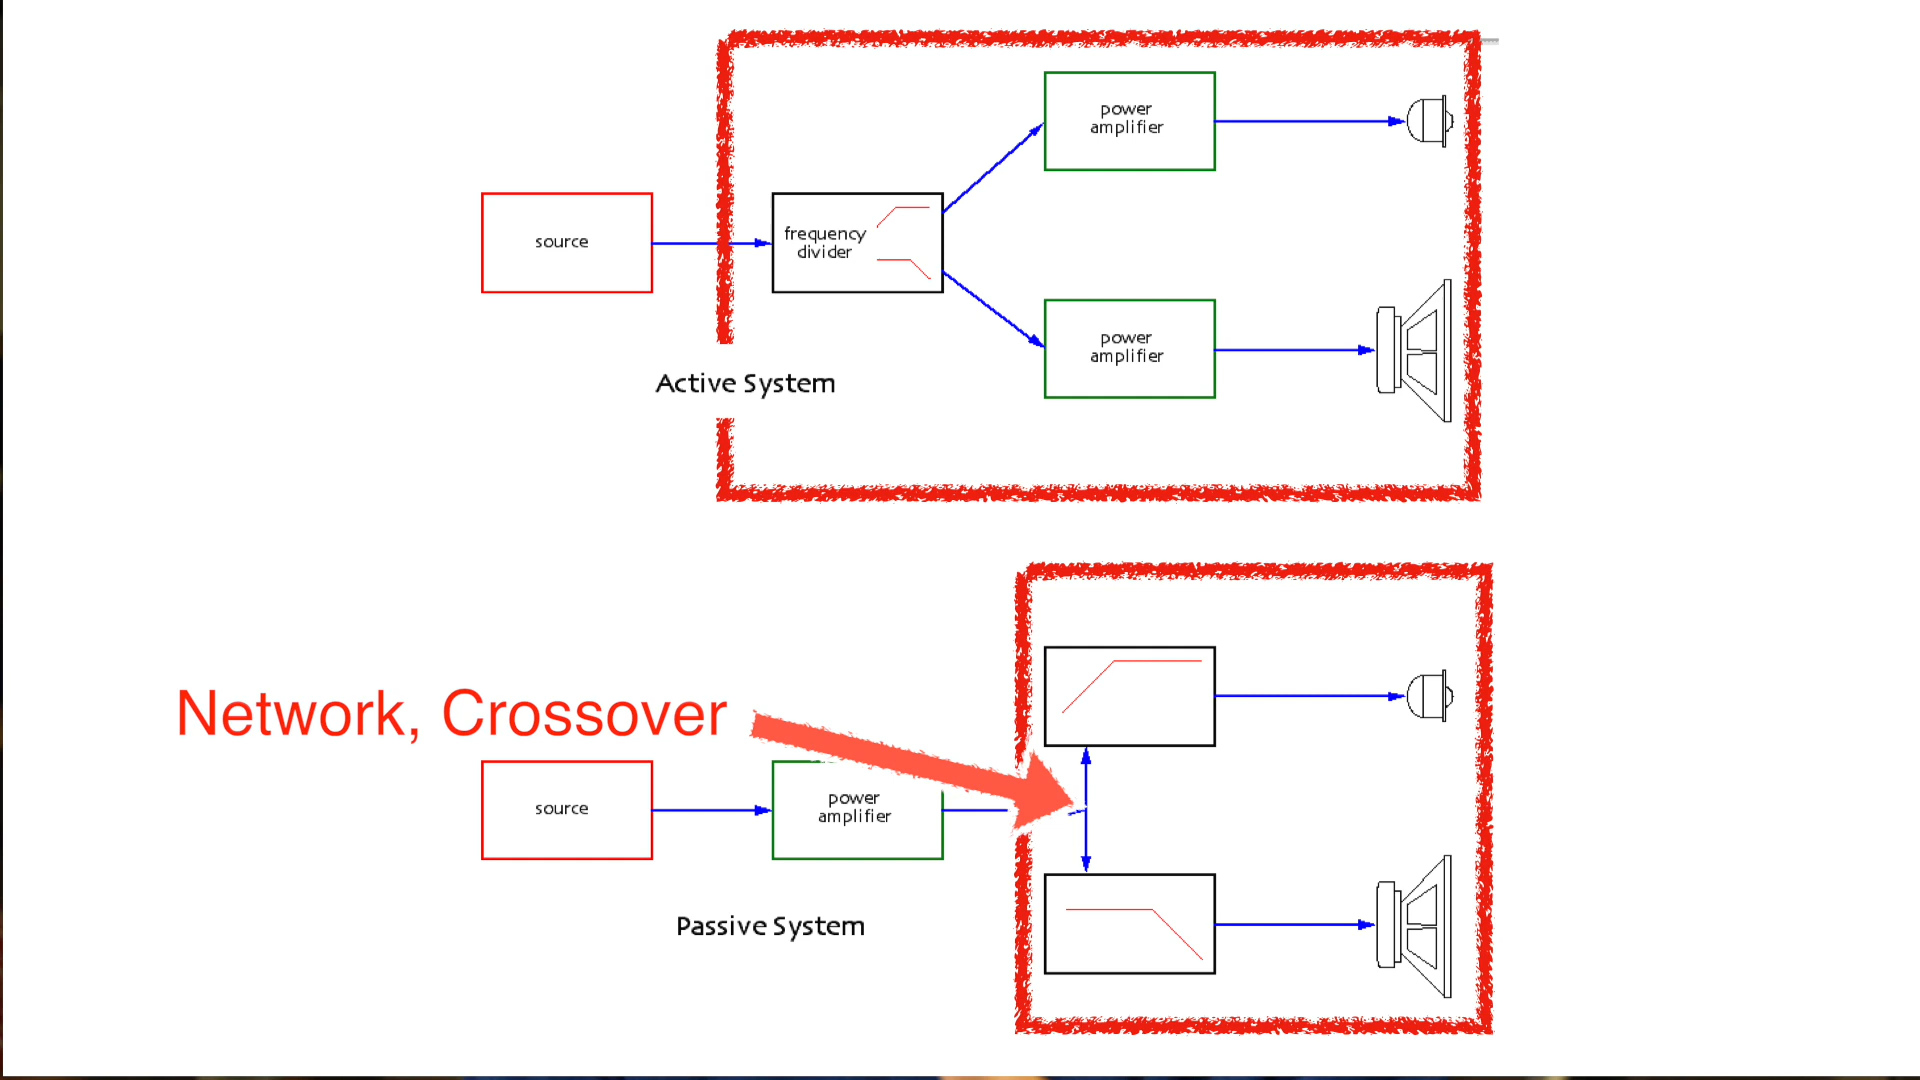 power
amplifier
source
frequency
divider
power
amplifier
Active System
Network, Crossover
source
power
amplifier
Passive System